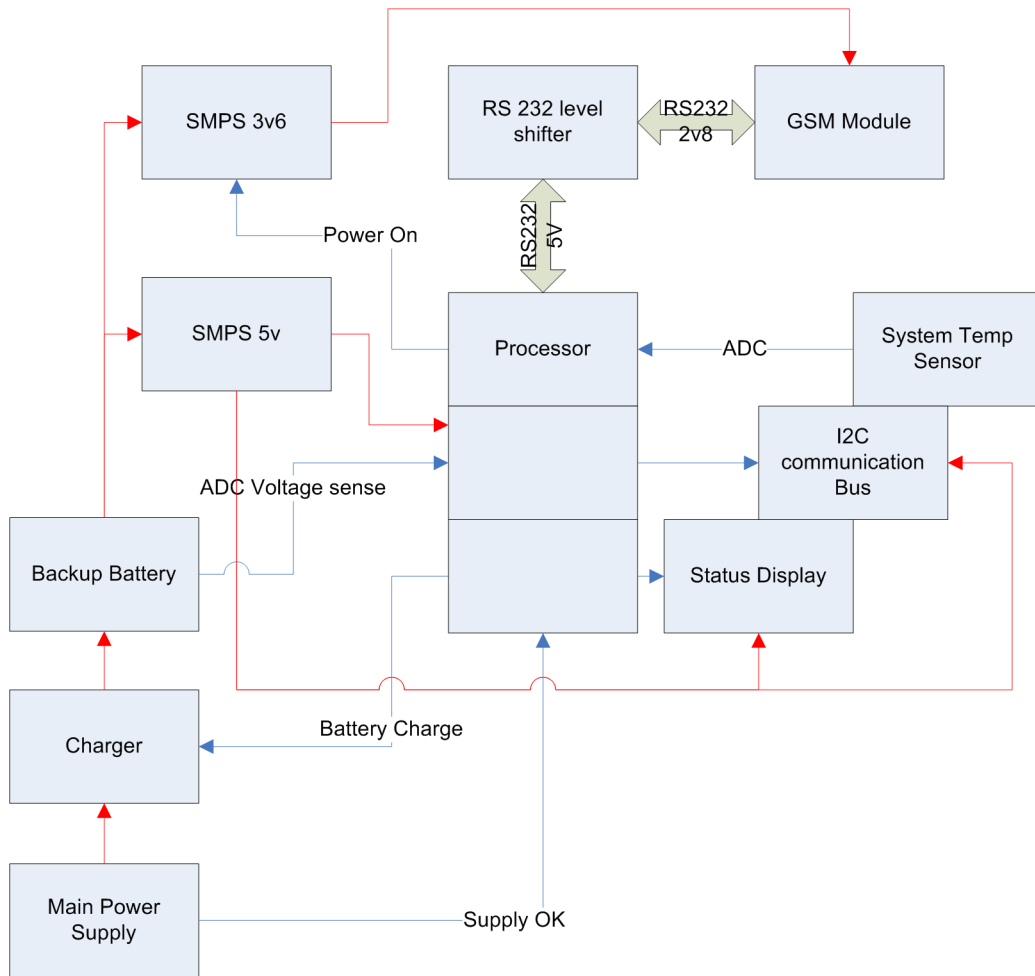 SMPS 3v6
RS 232 level
shifter
RS232
2v8
GSM Module
Power On
RS232
5V
SMPS 5v
Processor
ADC
System Temp
Sensor
I2C
communication
Bus
ADC Voltage sense
Backup Battery
Status Display
Battery Charge
Charger
Main Power
Supply
Supply OK